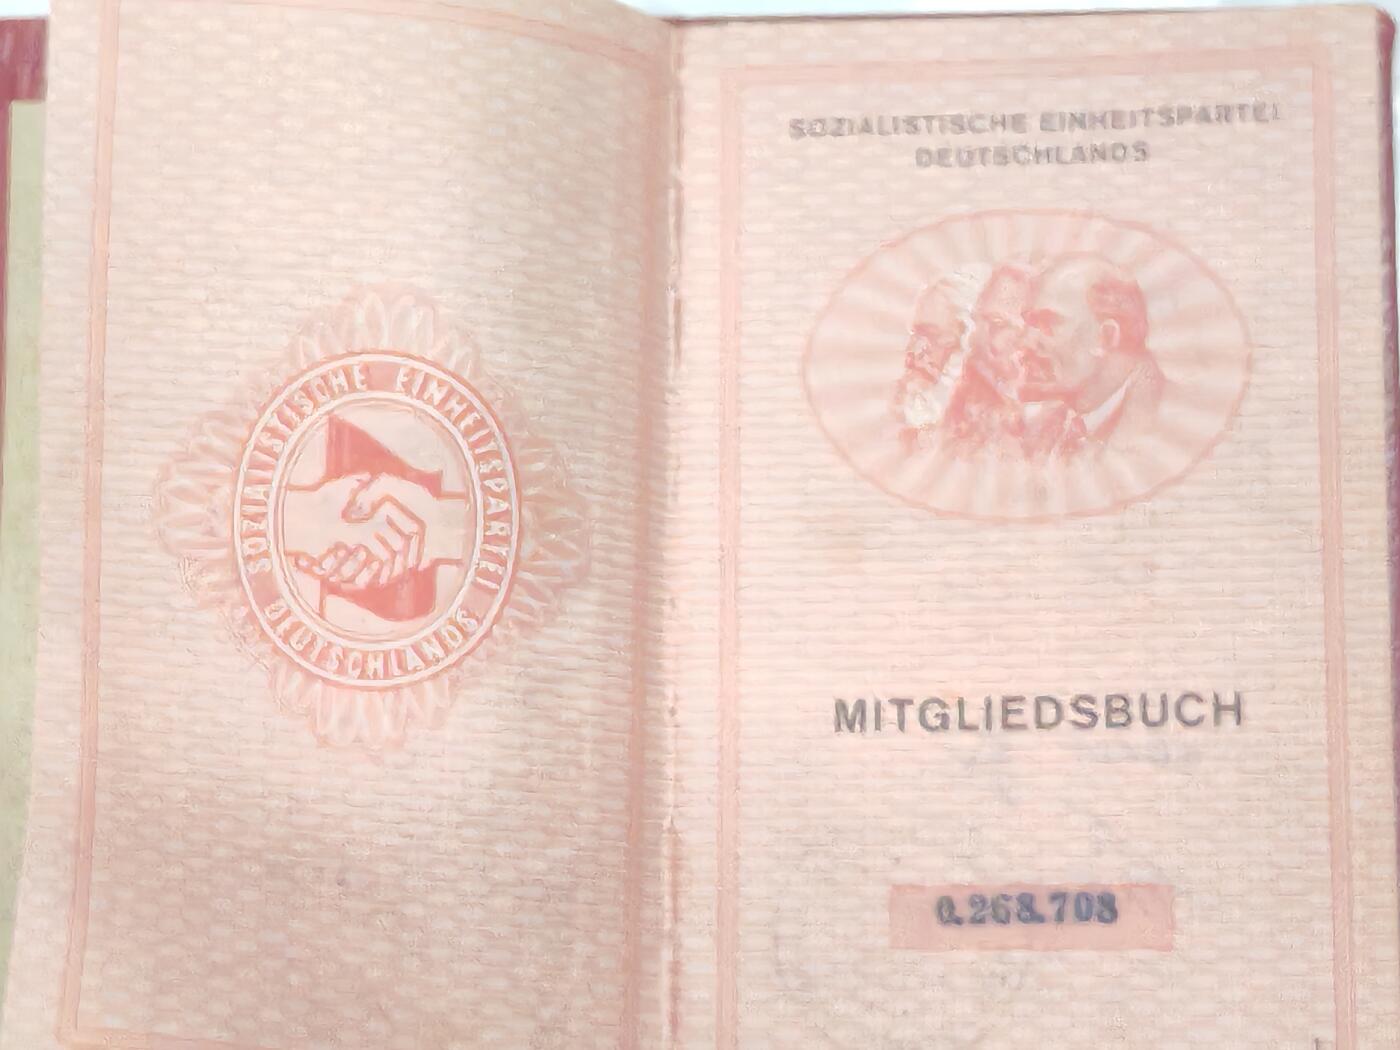 SOZIALISTISCHE EINHEITSPARTEI
DEUTSCHLANDS
SOZIALISTISCHE EINHEITSPARTEI
DEUTSCHLANDS
MITGLIEDSBUCH
0.268.708